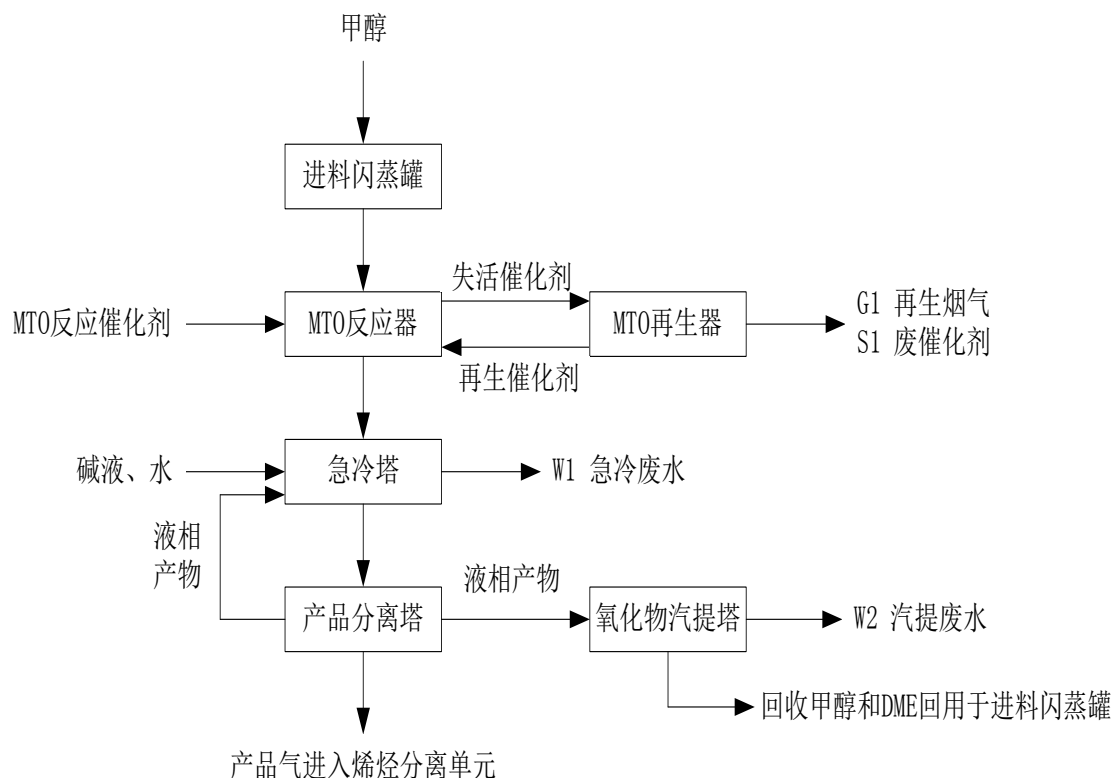 甲醇
进料闪蒸罐
失活催化剂
MTO反应催化剂
MTO反应器
MTO再生器
G1 再生烟气
S1 废催化剂
再生催化剂
碱液、水
急冷塔
W1 急冷废水
液相
产物
液相产物
产品分离塔
氧化物汽提塔
W2 汽提废水
回收甲醇和DME回用于进料闪蒸罐
产品气进入烯烃分离单元